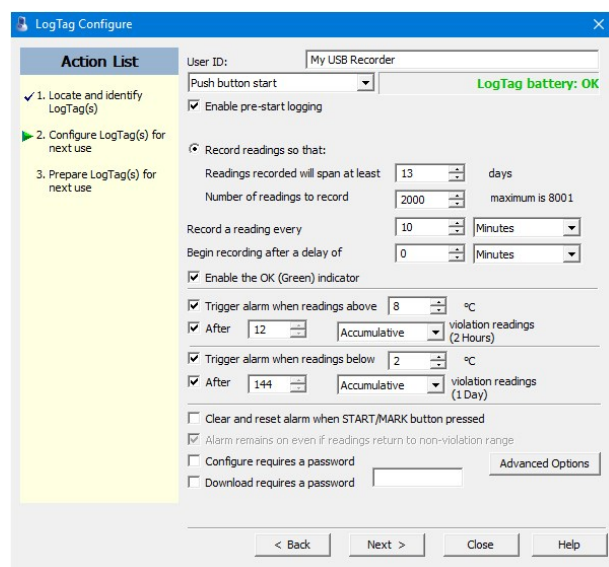 LogTag Configure
Action List
1. Locate and identify
LogTag(s)
2. Configure LogTag(s) for
next use
3. Prepare LogTag(s) for
next use
User ID: My USB Recorder
Push button start LogTag battery: OK
Enable pre-start logging
Record readings so that:
Readings recorded will span at least 13 days
Number of readings to record 2000 maximum is 8001
Record a reading every 10 Minutes
Begin recording after a delay of 0 Minutes
Enable the OK (Green) indicator
Trigger alarm when readings above 8 ºC
After 12 Accumulative violation readings
(2 Hours)
Trigger alarm when readings below 2 ºC
After 144 Accumulative violation readings
(1 Day)
Clear and reset alarm when START/MARK button pressed
Alarm remains on even if readings return to non-violation range
Configure requires a password
Download requires a password
Advanced Options
< Back Next > Close Help